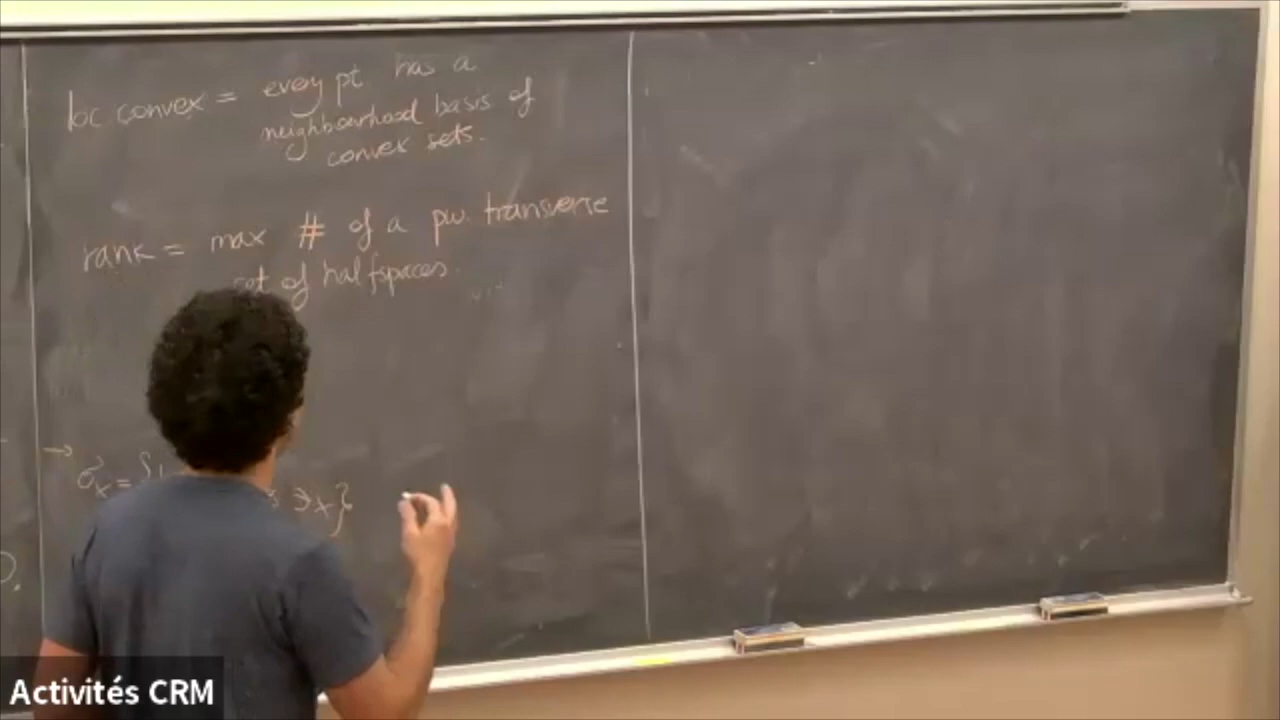 loc convex = every pt. has a
neighbourhood basis of
convex sets.
rank = max # of a pw. transverse
set of halfspaces.
→ σ_x = { ∋ x }
Activités CRM